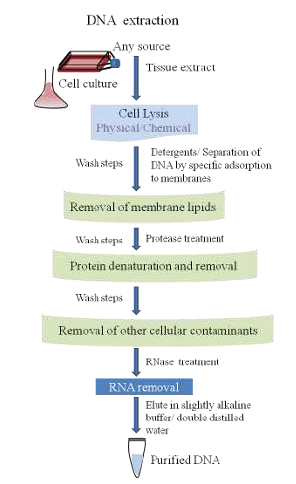 DNA extraction
Any source
Tissue extract
Cell culture
Cell Lysis
Physical/Chemical
Wash steps
Detergents/ Separation of
DNA by specific adsorption
to membranes
Removal of membrane lipids
Wash steps
Protease treatment
Protein denaturation and removal
Wash steps
Removal of other cellular contaminants
RNase treatment
RNA removal
Elute in slightly alkaline
buffer/ double distilled
water
Purified DNA